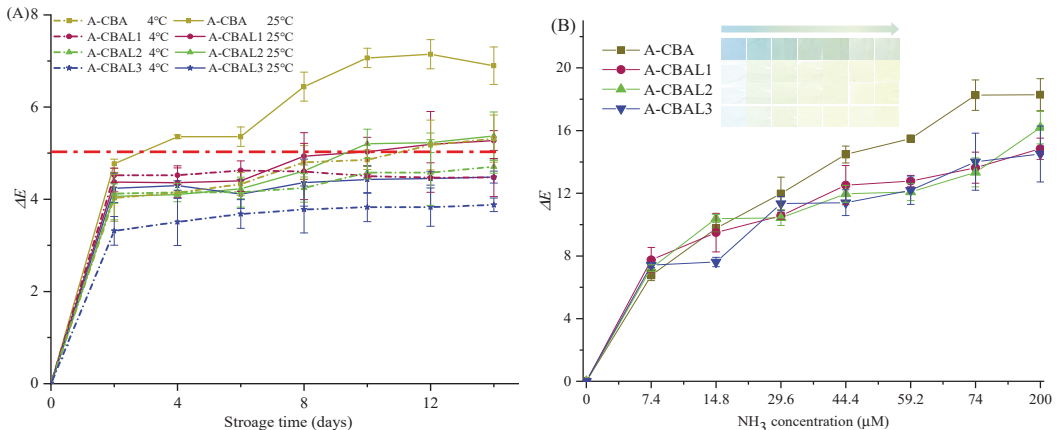 (A)
8
6
4
2
0
ΔE
A-CBA 4℃ A-CBA 25℃
A-CBAL1 4℃ A-CBAL1 25℃
A-CBAL2 4℃ A-CBAL2 25℃
A-CBAL3 4℃ A-CBAL3 25℃
0 4 8 12
Stroage time (days)
(B)
20
16
12
8
4
0
ΔE
A-CBA
A-CBAL1
A-CBAL2
A-CBAL3
0 7.4 14.8 29.6 44.4 59.2 74 200
NH3 concentration (μM)